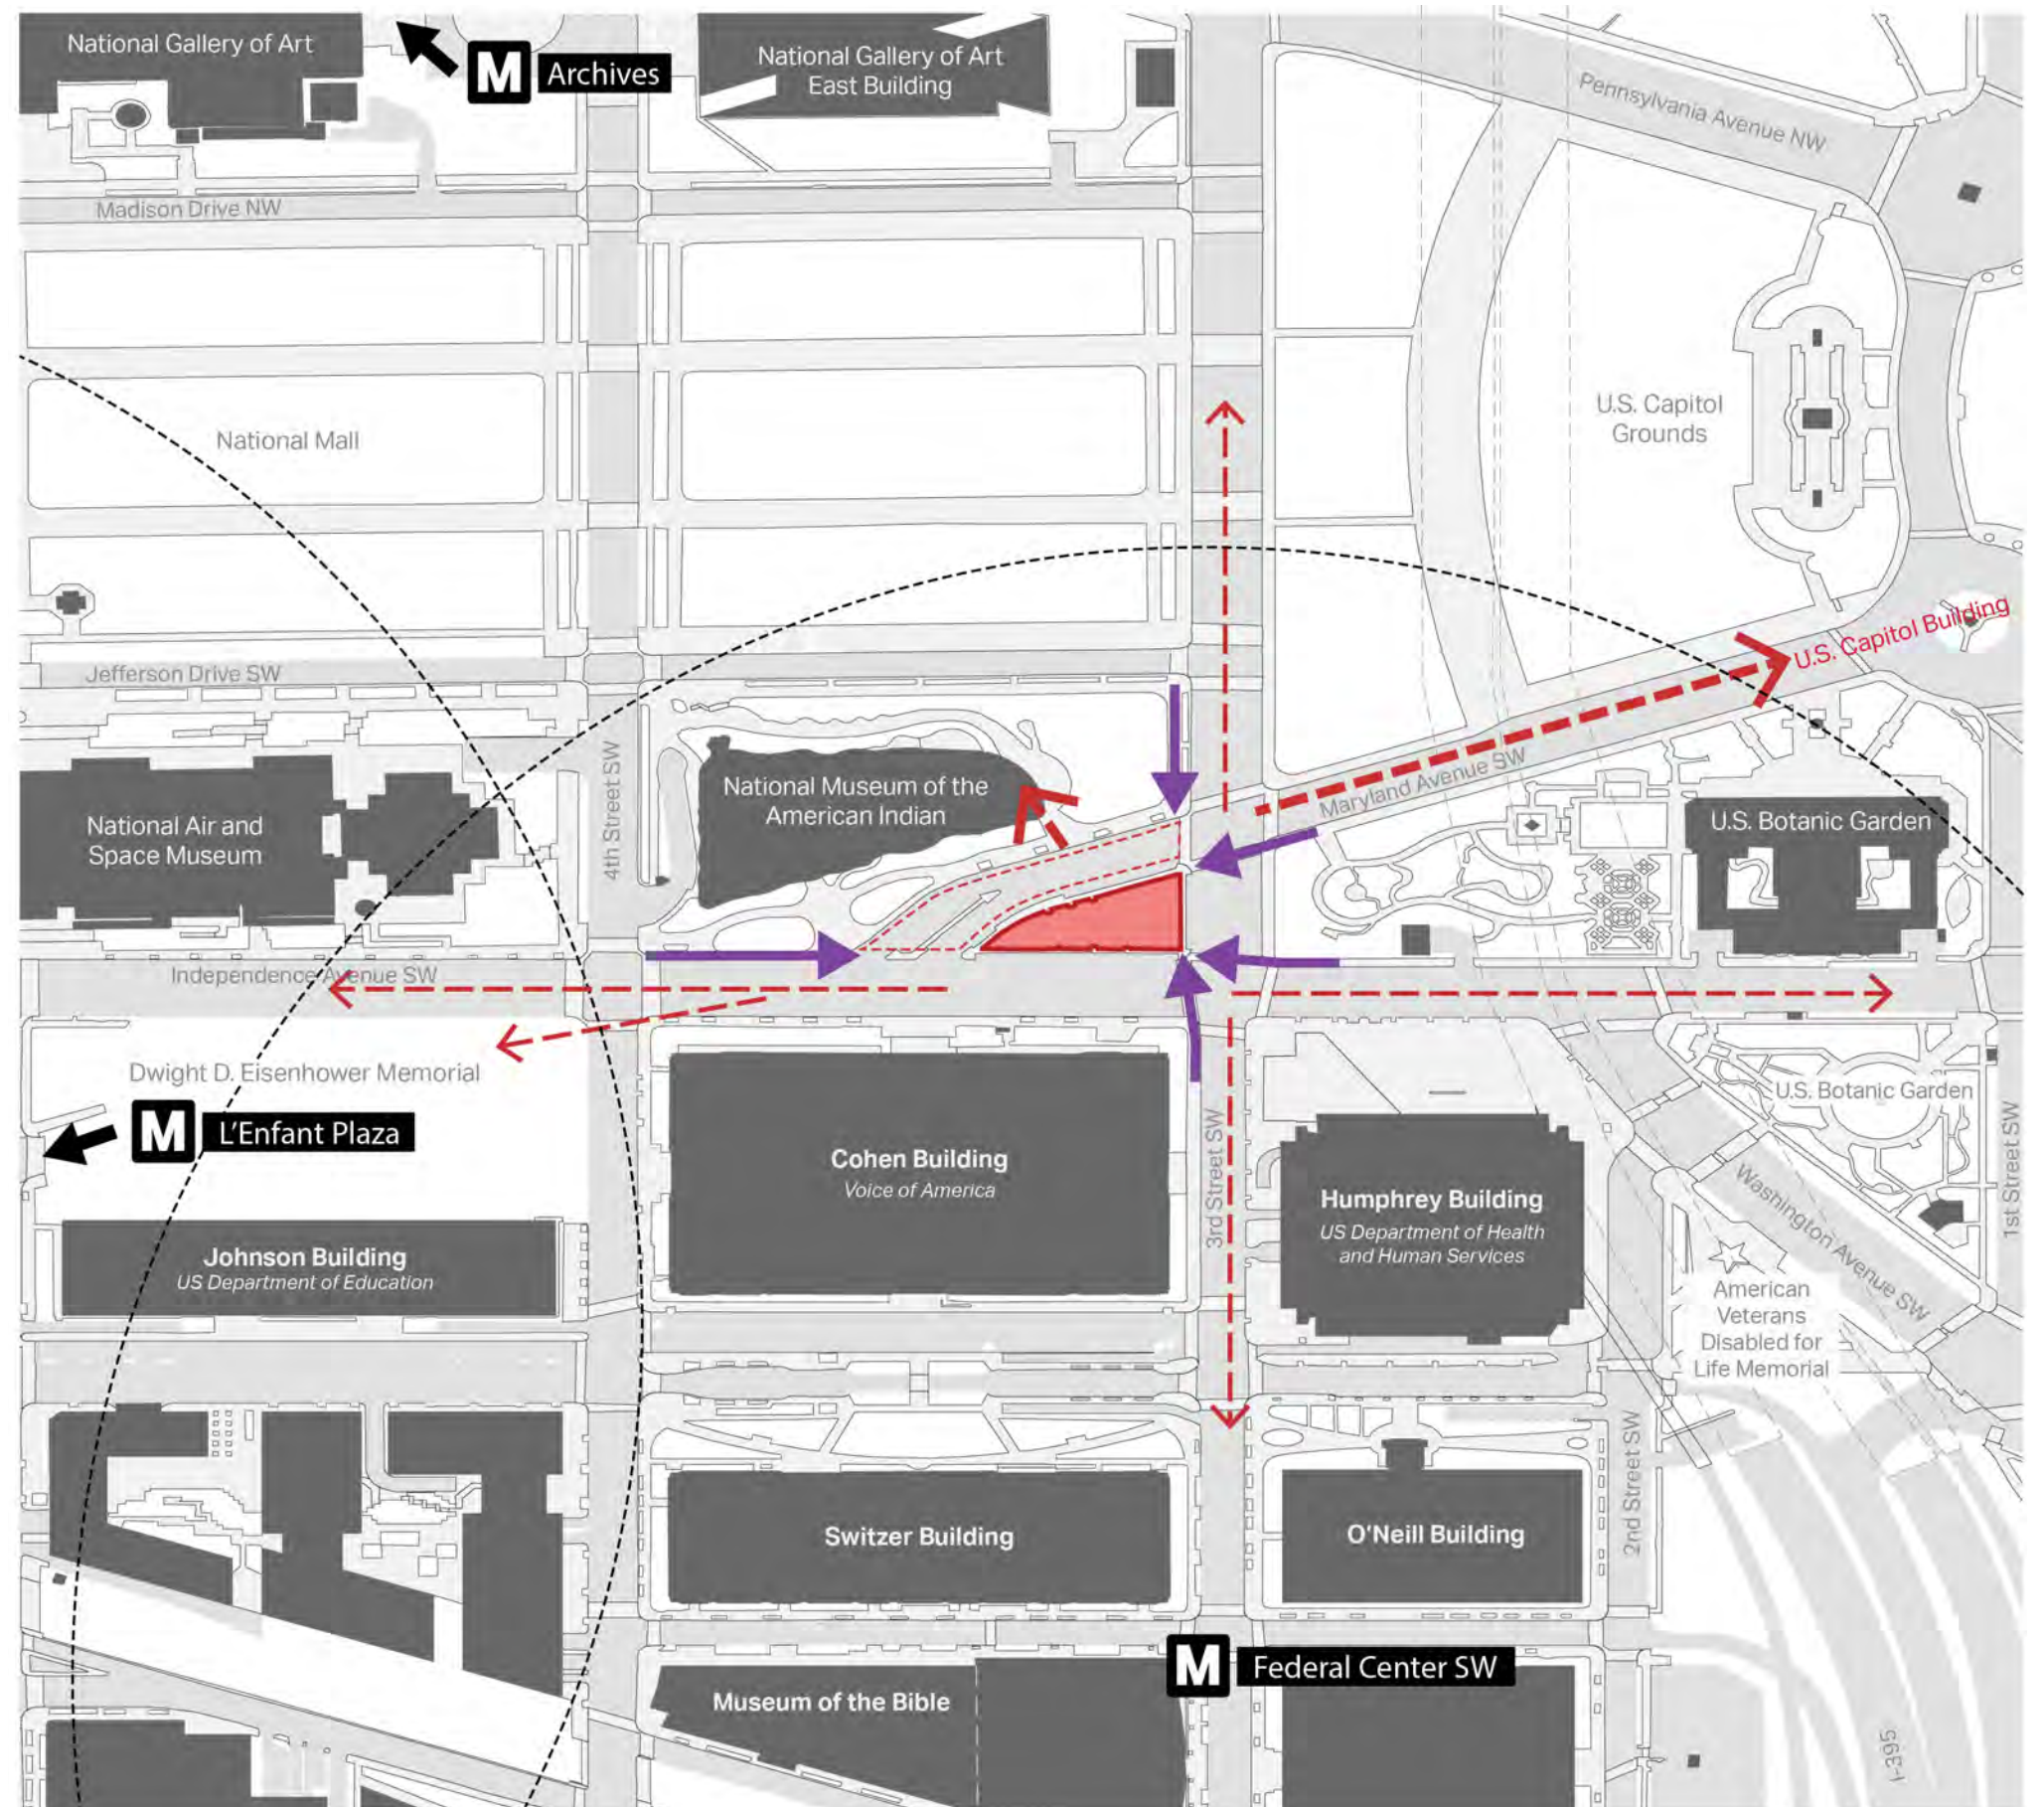 National Gallery of Art
M Archives
National Gallery of Art
East Building
Pennsylvania Avenue NW
Madison Drive NW
U.S. Capitol
Grounds
National Mall
U.S. Capitol Building
Jefferson Drive SW
4th Street SW
National Museum of the
American Indian
Maryland Avenue SW
National Air and
Space Museum
U.S. Botanic Garden
Independence Avenue SW
Dwight D. Eisenhower Memorial
U.S. Botanic Garden
M L'Enfant Plaza
Cohen Building
Voice of America
3rd Street SW
Humphrey Building
US Department of Health
and Human Services
Washington Avenue SW
1st Street SW
Johnson Building
US Department of Education
American
Veterans
Disabled for
Life Memorial
Switzer Building
O'Neill Building
2nd Street SW
M Federal Center SW
Museum of the Bible
I-395